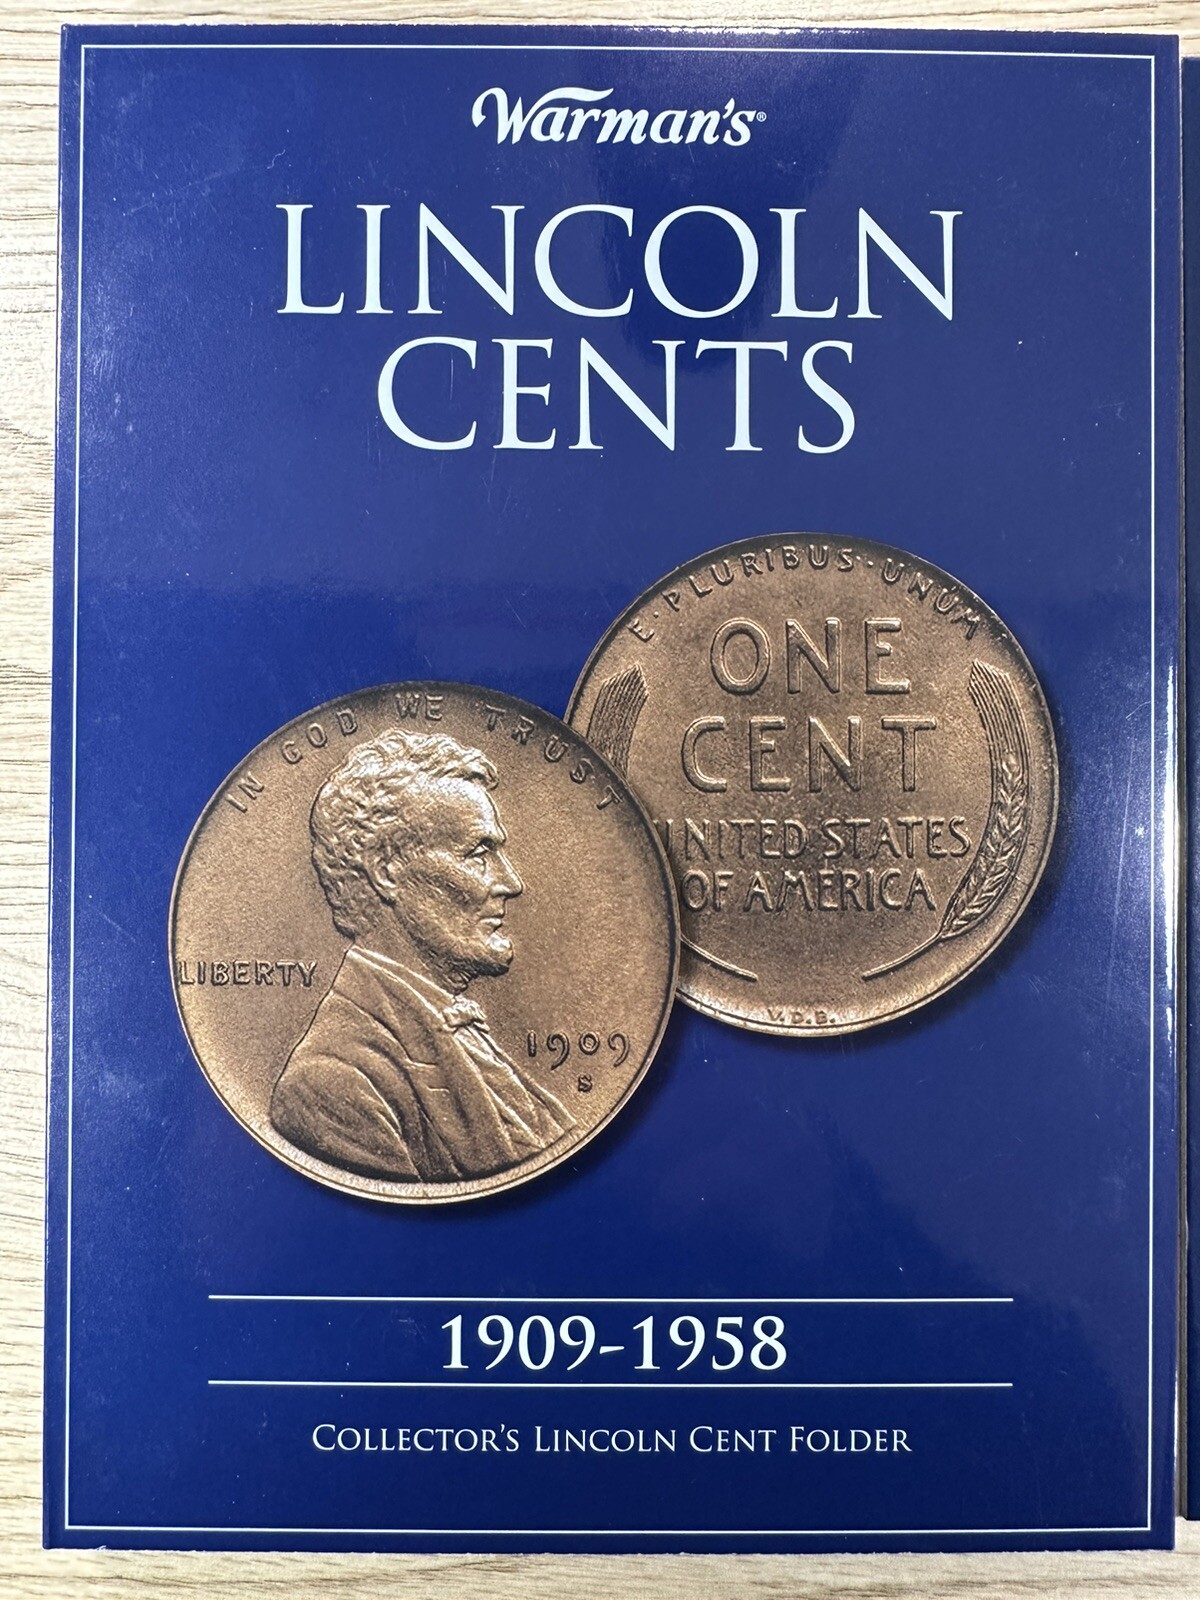 Warman's®
LINCOLN
CENTS
E·PLURIBUS·UNUM
ONE
CENT
UNITED STATES
OF AMERICA
V.D.B.
IN GOD WE TRUST
LIBERTY
1909
S
1909-1958
COLLECTOR'S LINCOLN CENT FOLDER